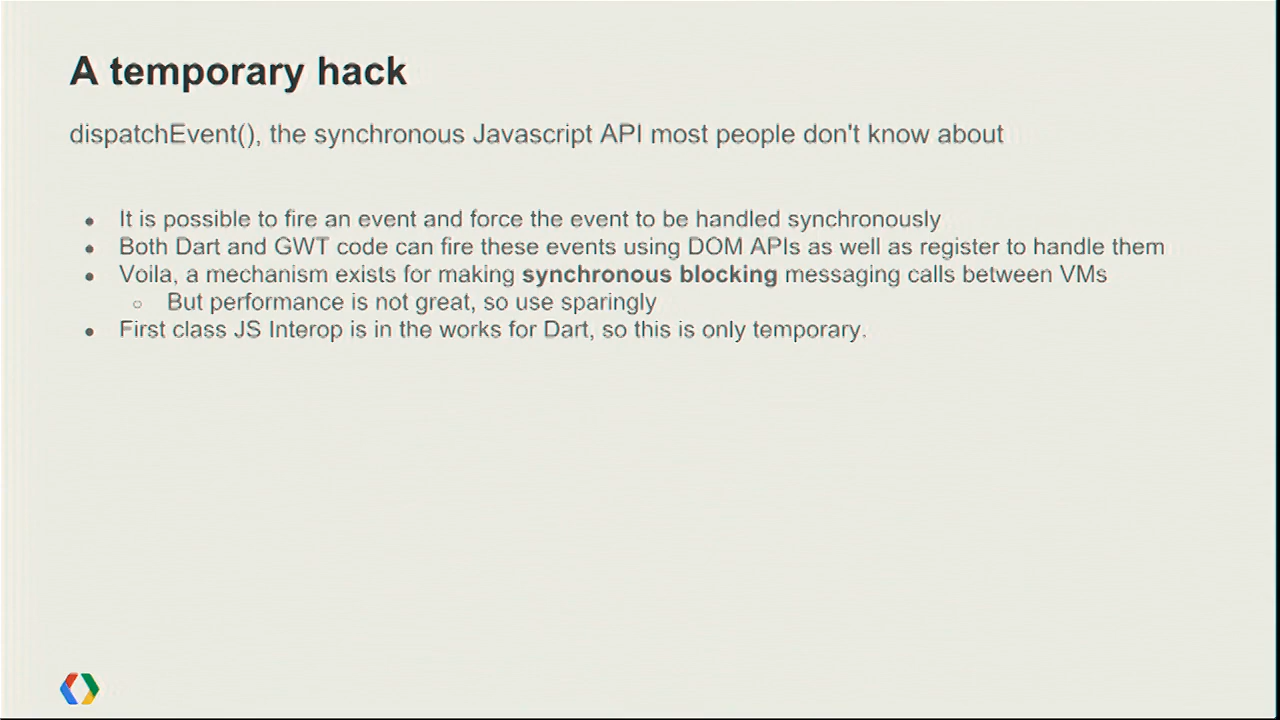 A temporary hack
dispatchEvent(), the synchronous Javascript API most people don't know about
● It is possible to fire an event and force the event to be handled synchronously
● Both Dart and GWT code can fire these events using DOM APIs as well as register to handle them
● Voila, a mechanism exists for making synchronous blocking messaging calls between VMs
○ But performance is not great, so use sparingly
● First class JS Interop is in the works for Dart, so this is only temporary.